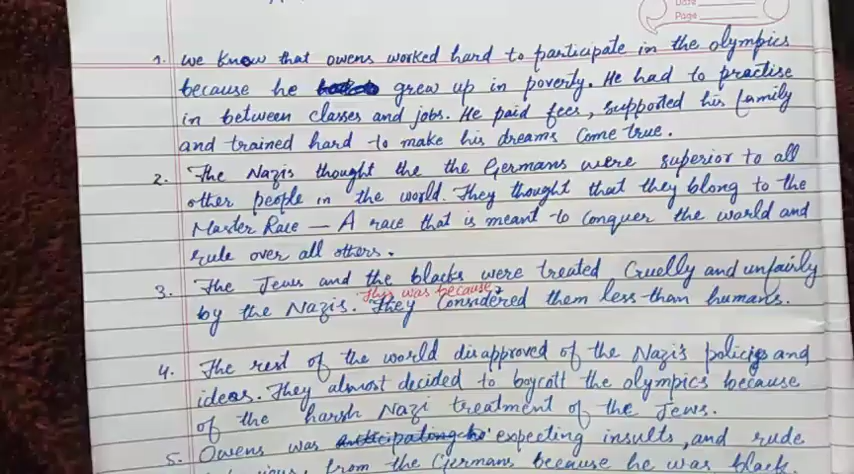 Date
Page
1. we know that owens worked hard to participate in the olympics
because he grew up in poverty. He had to practise
in between classes and jobs. He paid fees, supported his family
and trained hard to make his dreams come true.
2. The Nazis thought the the Germans were superior to all
other people in the world. They thought that they blong to the
Master Race — A race that is meant to conquer the world and
rule over all others.
3. The Jews and the blacks were treated Cruelly and unfairly
This was because
by the Nazis. They Considered them less than humans.
4. The rest of the world disapproved of the Nazi's policies and
ideas. They almost decided to boycott the olympics because
of the harsh Nazi treatment of the Jews.
5. Owens was expecting insults, and rude
from the Germans because he was black